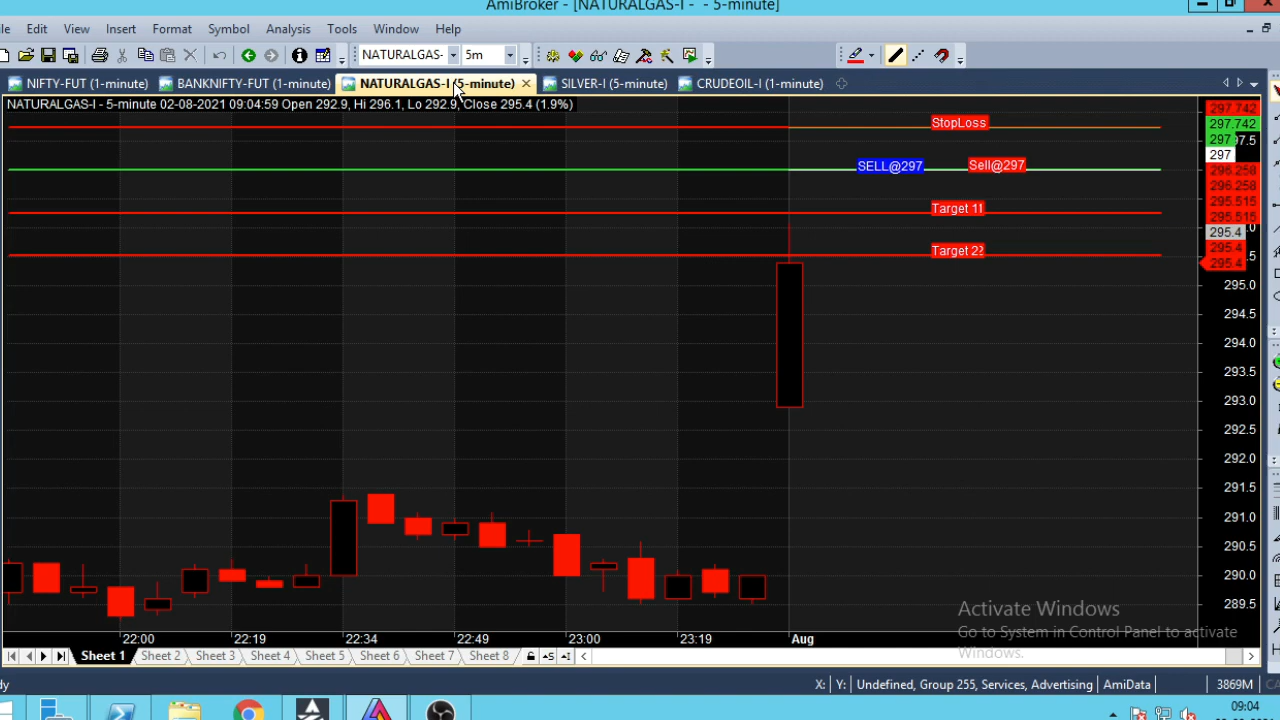 AmiBroker - [NATURALGAS-I - - 5-minute]
Edit View Insert Format Symbol Analysis Tools Window Help
NATURALGAS- 5m
NIFTY-FUT (1-minute) BANKNIFTY-FUT (1-minute) NATURALGAS-I (5-minute) SILVER-I (5-minute) CRUDEOIL-I (1-minute)
NATURALGAS-I - 5-minute 02-08-2021 09:04:59 Open 292.9, Hi 296.1, Lo 292.9, Close 295.4 (1.9%)
297.742
StopLoss
297.742
297
SELL@297
Sell@297
296.258
296.258
295.515
Target 11
295.515
295.4
Target 22
295.4
295.4
295.0
294.5
294.0
293.5
293.0
292.5
292.0
291.5
291.0
290.5
290.0
289.5
Activate Windows
Go to System in Control Panel to activate
Windows.
22:00 22:19 22:34 22:49 23:00 23:19 Aug
Sheet 1 Sheet 2 Sheet 3 Sheet 4 Sheet 5 Sheet 6 Sheet 7 Sheet 8
X: Y: Undefined, Group 255, Services, Advertising AmiData 3869M
09:04